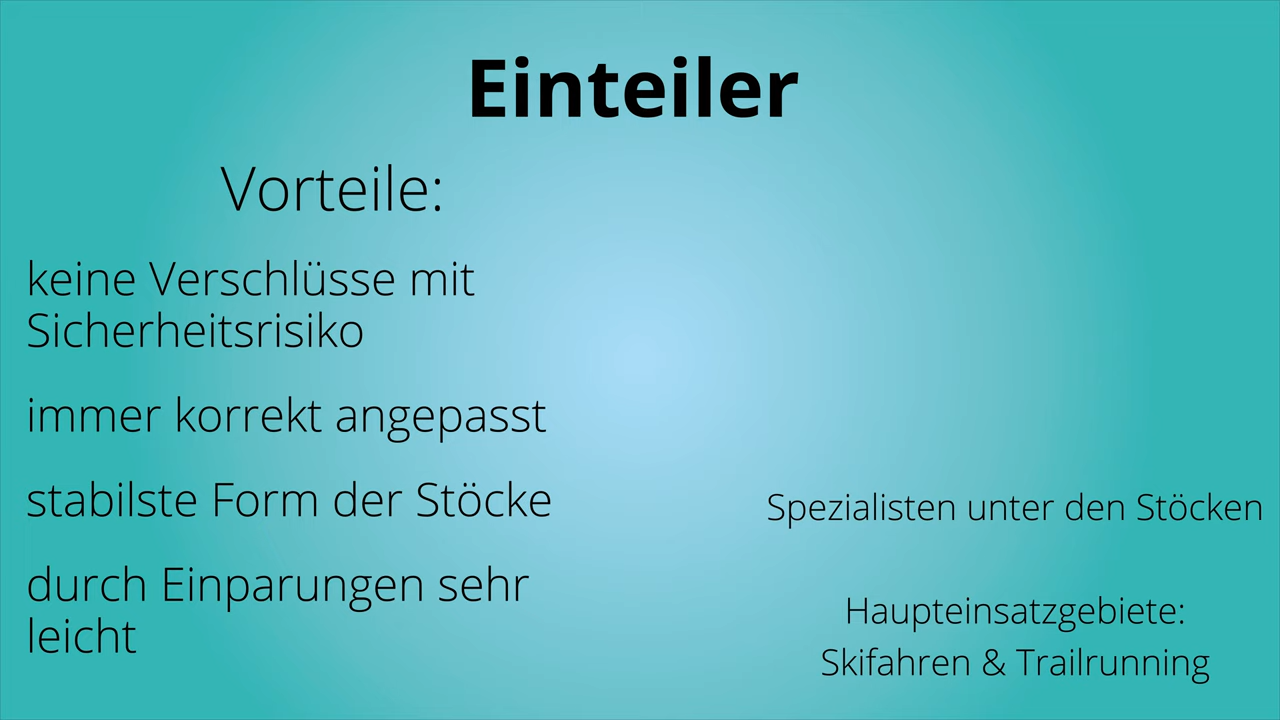 Einteiler
Vorteile:
keine Verschlüsse mit
Sicherheitsrisiko
immer korrekt angepasst
stabilste Form der Stöcke
durch Einparungen sehr
leicht
Spezialisten unter den Stöcken
Haupteinsatzgebiete:
Skifahren & Trailrunning